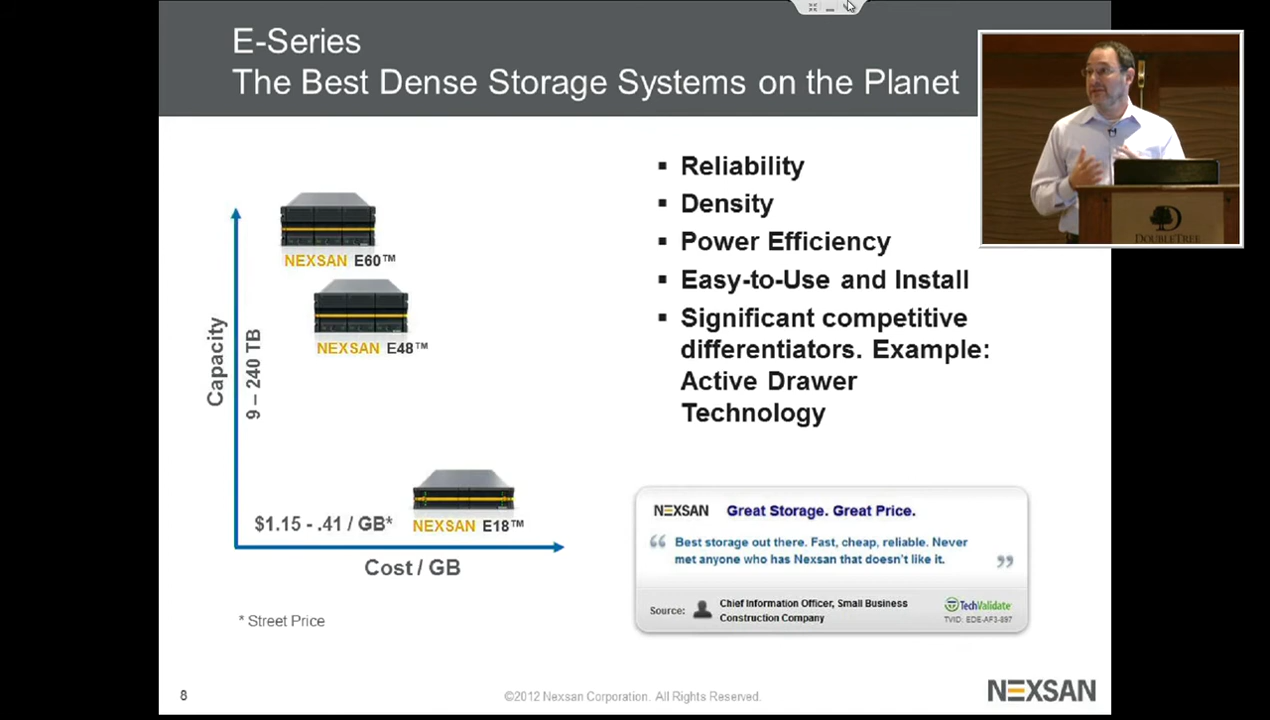 E-Series
The Best Dense Storage Systems on the Planet
NEXSAN E60™
NEXSAN E48™
Capacity
9 – 240 TB
$1.15 - .41 / GB*
NEXSAN E18™
Cost / GB
* Street Price
▪ Reliability
▪ Density
▪ Power Efficiency
▪ Easy-to-Use and Install
▪ Significant competitive
differentiators. Example:
Active Drawer
Technology
NEXSAN Great Storage. Great Price.
“ Best storage out there. Fast, cheap, reliable. Never
met anyone who has Nexsan that doesn't like it. ”
Source: Chief Information Officer, Small Business
Construction Company
TechValidate
TVID: EDE-AF3-897
DOUBLETREE
8
©2012 Nexsan Corporation. All Rights Reserved.
NEXSAN